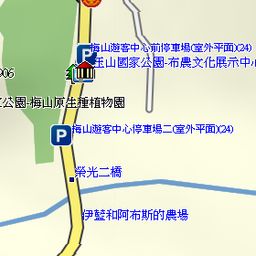 梅山遊客中心前停車場(室外平面)(24)
玉山國家公園-布農文化展示中心
906
公園-梅山原生種植物園
P 梅山遊客中心停車場二(室外平面)(24)
榮光二橋
伊藍和阿布斯的農場